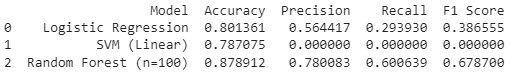 Model Accuracy Precision Recall F1 Score
0 Logistic Regression 0.801361 0.564417 0.293930 0.386555
1 SVM (Linear) 0.787075 0.000000 0.000000 0.000000
2 Random Forest (n=100) 0.878912 0.780083 0.600639 0.678700